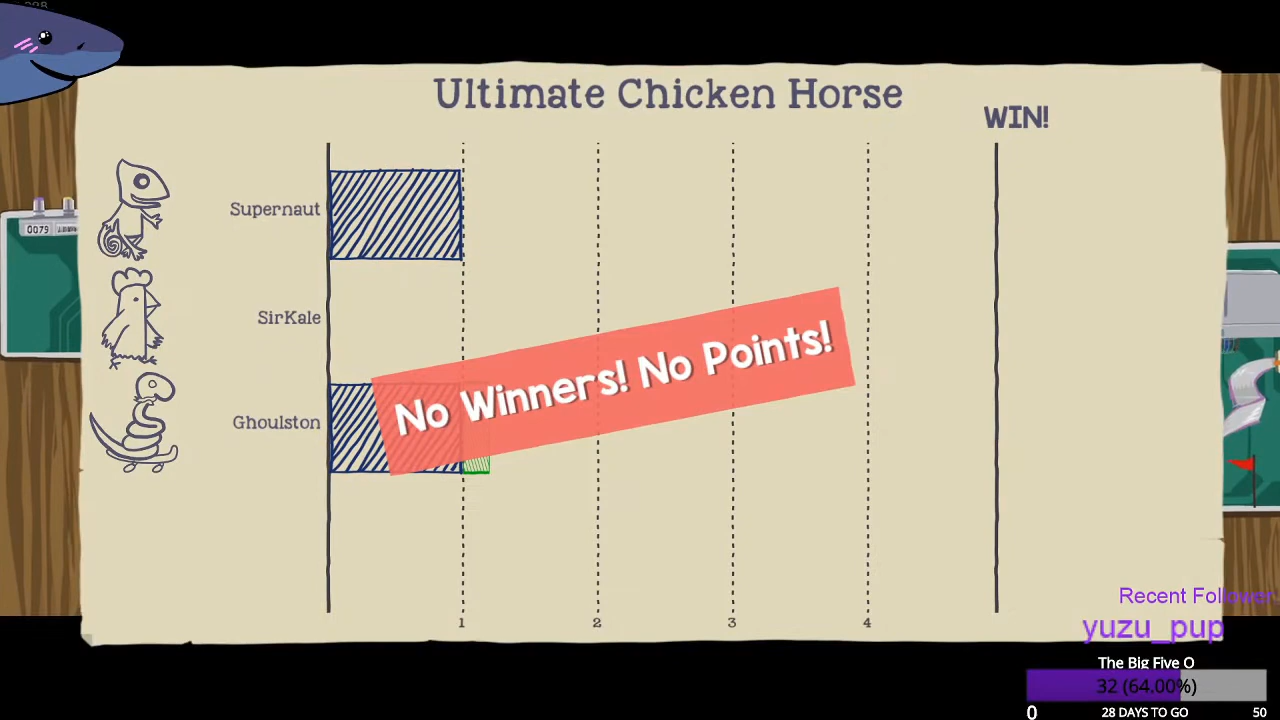 Ultimate Chicken Horse
WIN!
Supernaut
0079
SirKale
No Winners! No Points!
Ghoulston
Recent Follower
yuzu_pup
1
2
3
4
The Big Five O
32 (64.00%)
0
28 DAYS TO GO
50